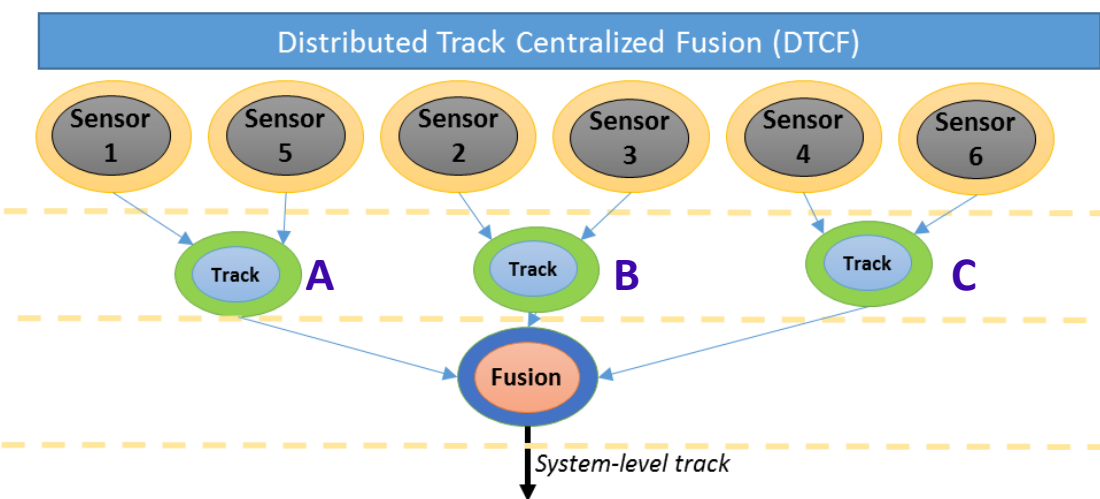 Distributed Track Centralized Fusion (DTCF)
Sensor
1
Sensor
5
Sensor
2
Sensor
3
Sensor
4
Sensor
6
Track
A
Track
B
Track
C
Fusion
System-level track